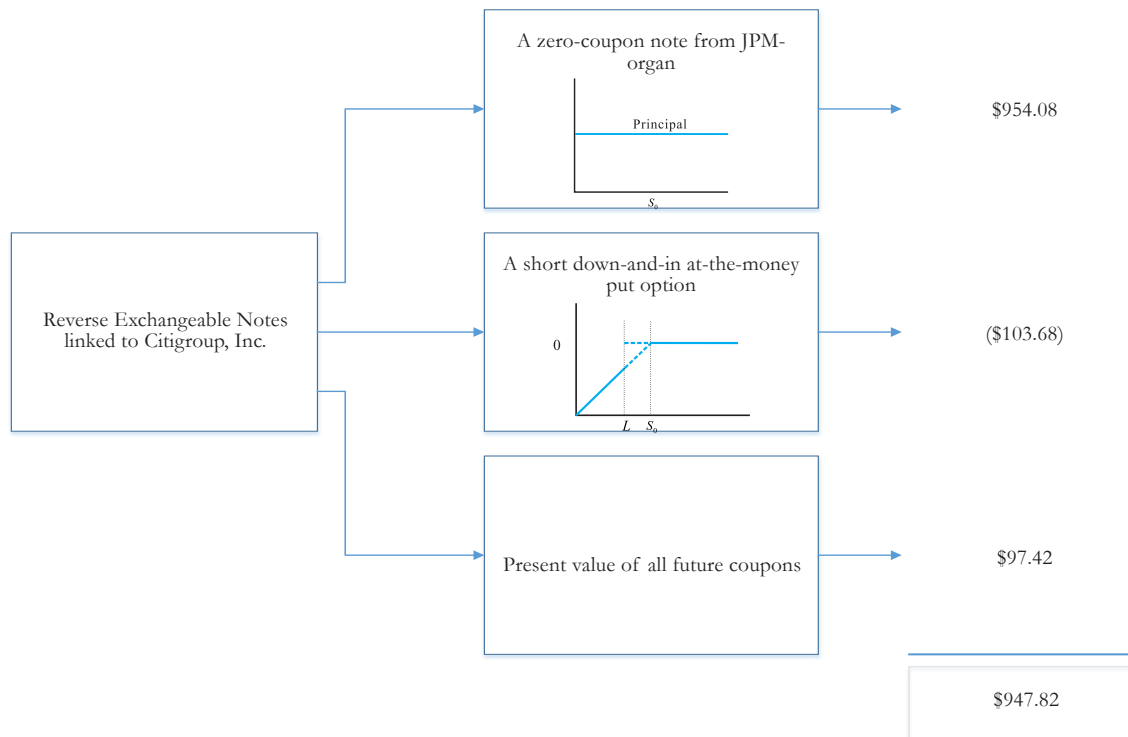 A zero-coupon note from JPM-
organ
Principal
S₀
$954.08
Reverse Exchangeable Notes
linked to Citigroup, Inc.
A short down-and-in at-the-money
put option
0
L S₀
($103.68)
Present value of all future coupons
$97.42
$947.82